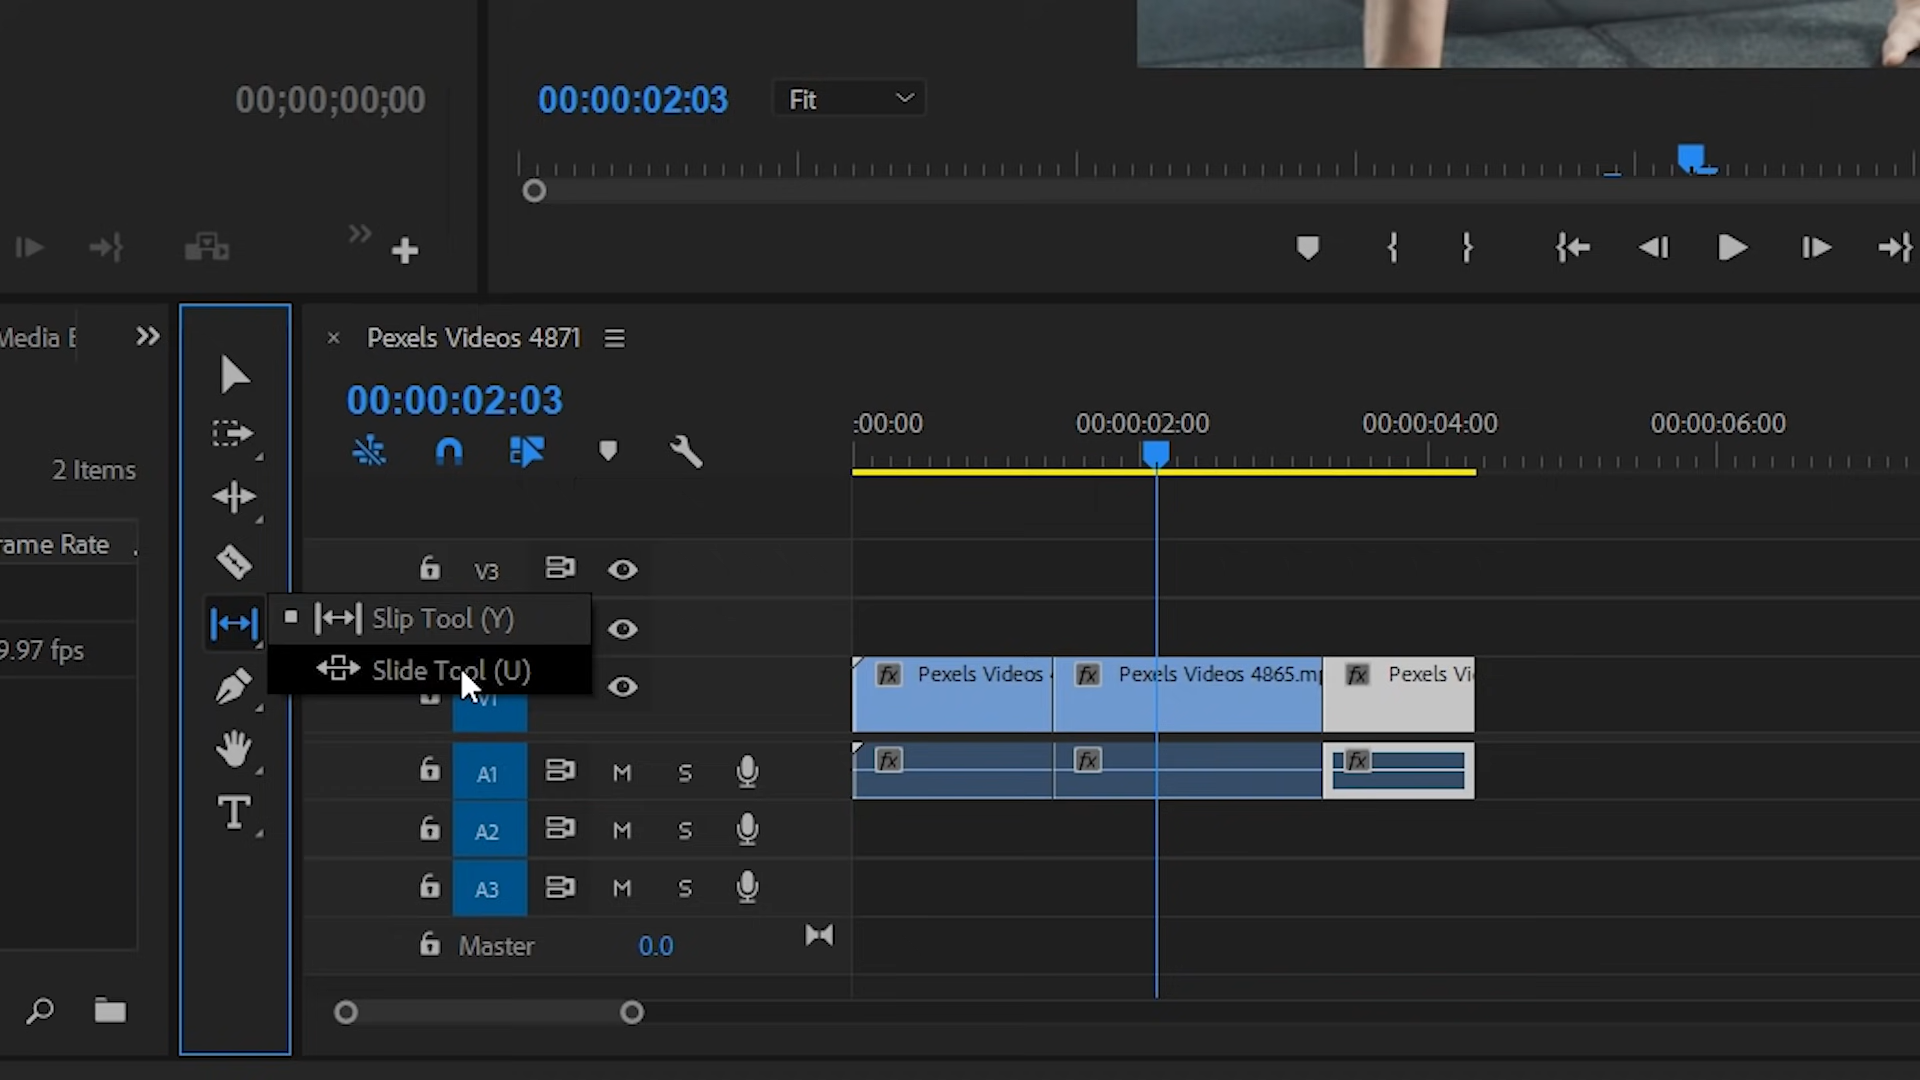 00;00;00;00
00:00:02:03
Fit
Media E
Pexels Videos 4871
00:00:02:03
:00:00
00:00:02:00
00:00:04:00
00:00:06:00
2 Items
rame Rate
9.97 fps
V3
Slip Tool (Y)
Slide Tool (U)
V1
fx Pexels Videos
fx Pexels Videos 4865.mp
fx Pexels Vi
A1 M S
fx
fx
fx
A2 M S
A3 M S
Master 0.0
T